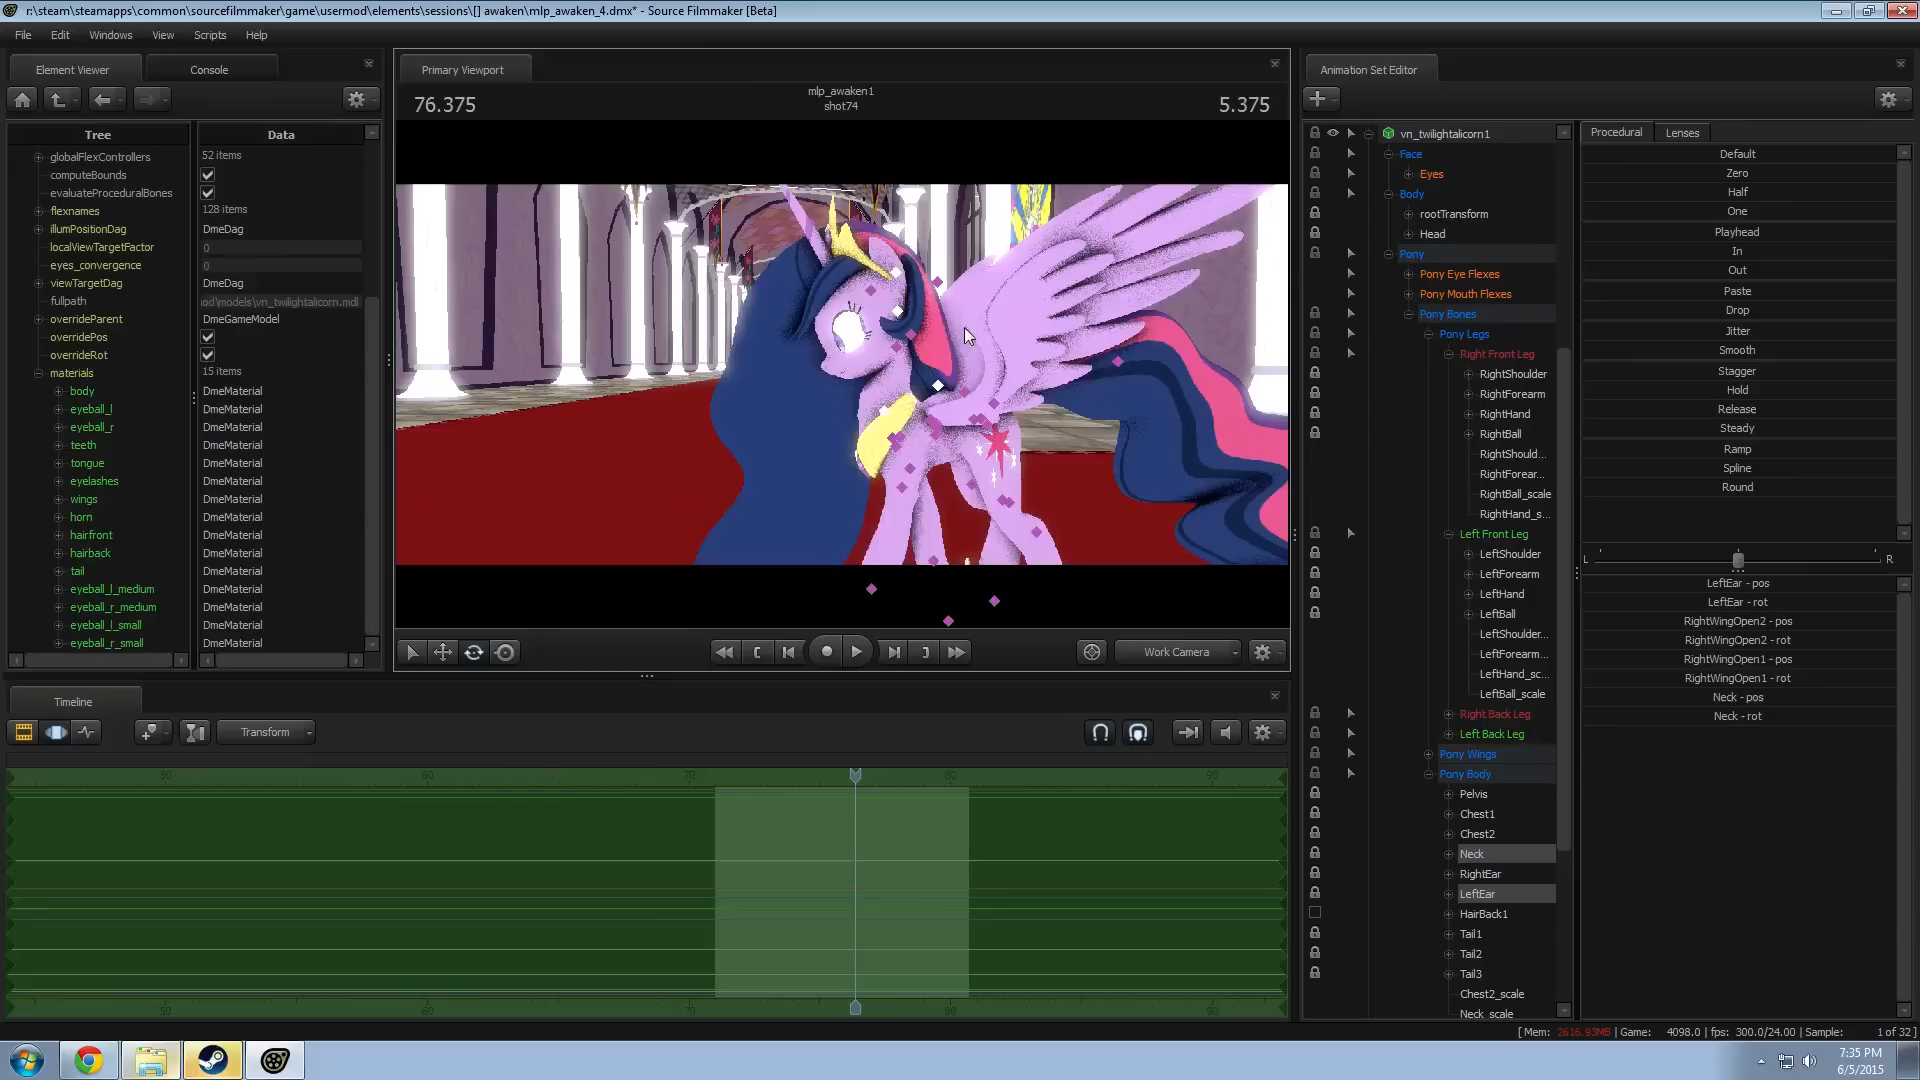 r:\steam\steamapps\common\sourcefilmmaker\game\usermod\elements\sessions\[] awaken\mlp_awaken_4.dmx* - Source Filmmaker [Beta]
File Edit Windows View Scripts Help
Element Viewer
Console
Tree
Data
globalFlexControllers 52 items
computeBounds
evaluateProceduralBones
flexnames 128 items
illumPositionDag DmeDag
localViewTargetFactor 0
eyes_convergence 0
viewTargetDag DmeDag
fullpath od\models\vn_twilightalicorn.mdl
overrideParent DmeGameModel
overridePos
overrideRot
materials 15 items
body DmeMaterial
eyeball_l DmeMaterial
eyeball_r DmeMaterial
teeth DmeMaterial
tongue DmeMaterial
eyelashes DmeMaterial
wings DmeMaterial
horn DmeMaterial
hairfront DmeMaterial
hairback DmeMaterial
tail DmeMaterial
eyeball_l_medium DmeMaterial
eyeball_r_medium DmeMaterial
eyeball_l_small DmeMaterial
eyeball_r_small DmeMaterial
Primary Viewport
76.375
mlp_awaken1
shot74
5.375
Work Camera
Timeline
Transform
50 60 70 80 90
50 60 70 80 90
Animation Set Editor
vn_twilightalicorn1
Face
Eyes
Body
rootTransform
Head
Pony
Pony Eye Flexes
Pony Mouth Flexes
Pony Bones
Pony Legs
Right Front Leg
RightShoulder
RightForearm
RightHand
RightBall
RightShould...
RightForear...
RightBall_scale
RightHand_s...
Left Front Leg
LeftShoulder
LeftForearm
LeftHand
LeftBall
LeftShoulder...
LeftForearm...
LeftHand_sc...
LeftBall_scale
Right Back Leg
Left Back Leg
Pony Wings
Pony Body
Pelvis
Chest1
Chest2
Neck
RightEar
LeftEar
HairBack1
Tail1
Tail2
Tail3
Chest2_scale
Neck_scale
Procedural
Lenses
Default
Zero
Half
One
Playhead
In
Out
Paste
Drop
Jitter
Smooth
Stagger
Hold
Release
Steady
Ramp
Spline
Round
L R
LeftEar - pos
LeftEar - rot
RightWingOpen2 - pos
RightWingOpen2 - rot
RightWingOpen1 - pos
RightWingOpen1 - rot
Neck - pos
Neck - rot
[ Mem: 2616.93MB | Game: 4098.0 | fps: 300.0/24.00 | Sample: 1 of 32 ]
7:35 PM
6/5/2015